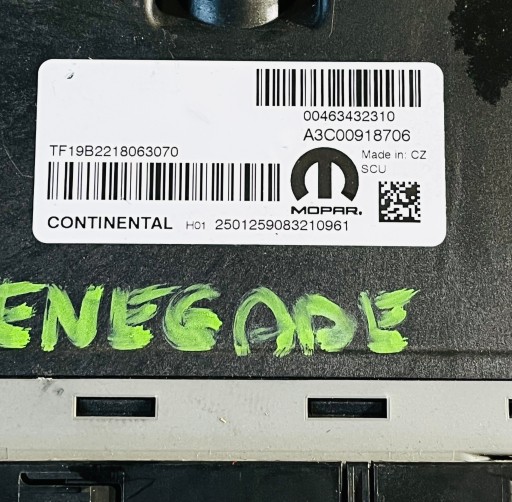 00463432310
A3C00918706
TF19B2218063070
Made in: CZ
SCU
MOPAR.
CONTINENTAL H01 2501259083210961
ENEGADE